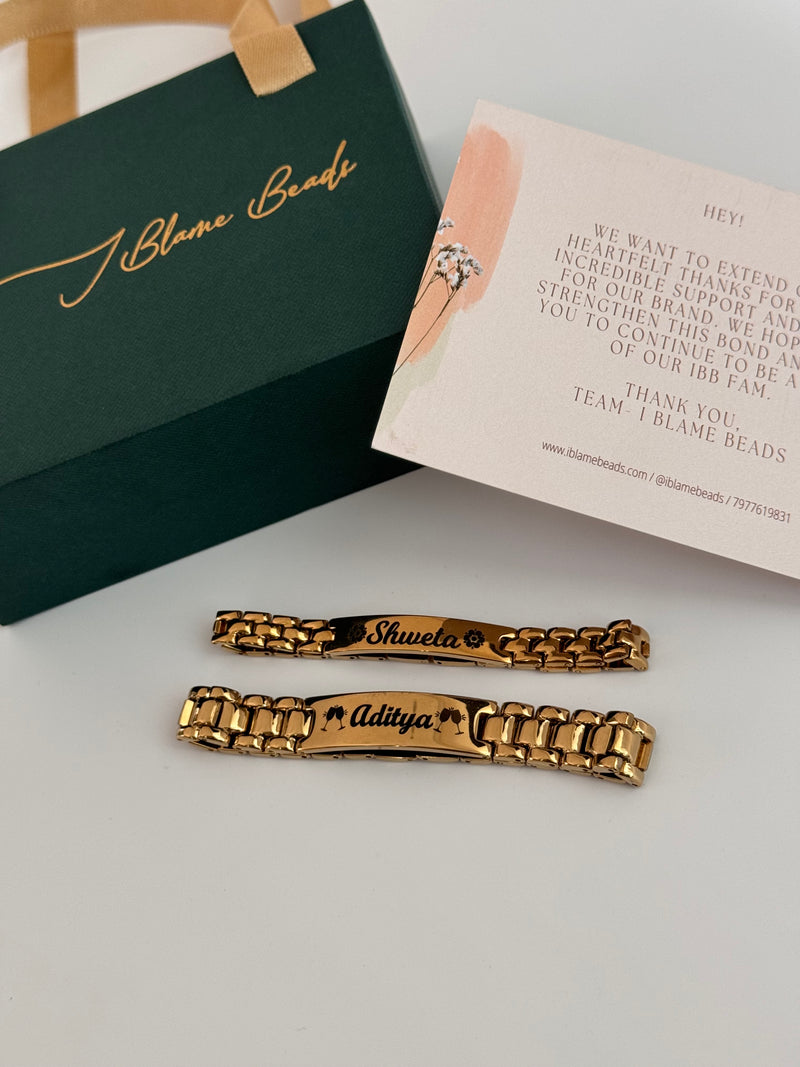 I Blame Beads
HEY!
WE WANT TO EXTEND
HEARTFELT THANKS FOR
INCREDIBLE SUPPORT AND
FOR OUR BRAND. WE HOP
STRENGTHEN THIS BOND AN
YOU TO CONTINUE TO BE A
OF OUR IBB FAM.
THANK YOU,
TEAM- I BLAME BEADS
www.iblamebeads.com / @iblamebeads / 7977619831
Shweta
Aditya